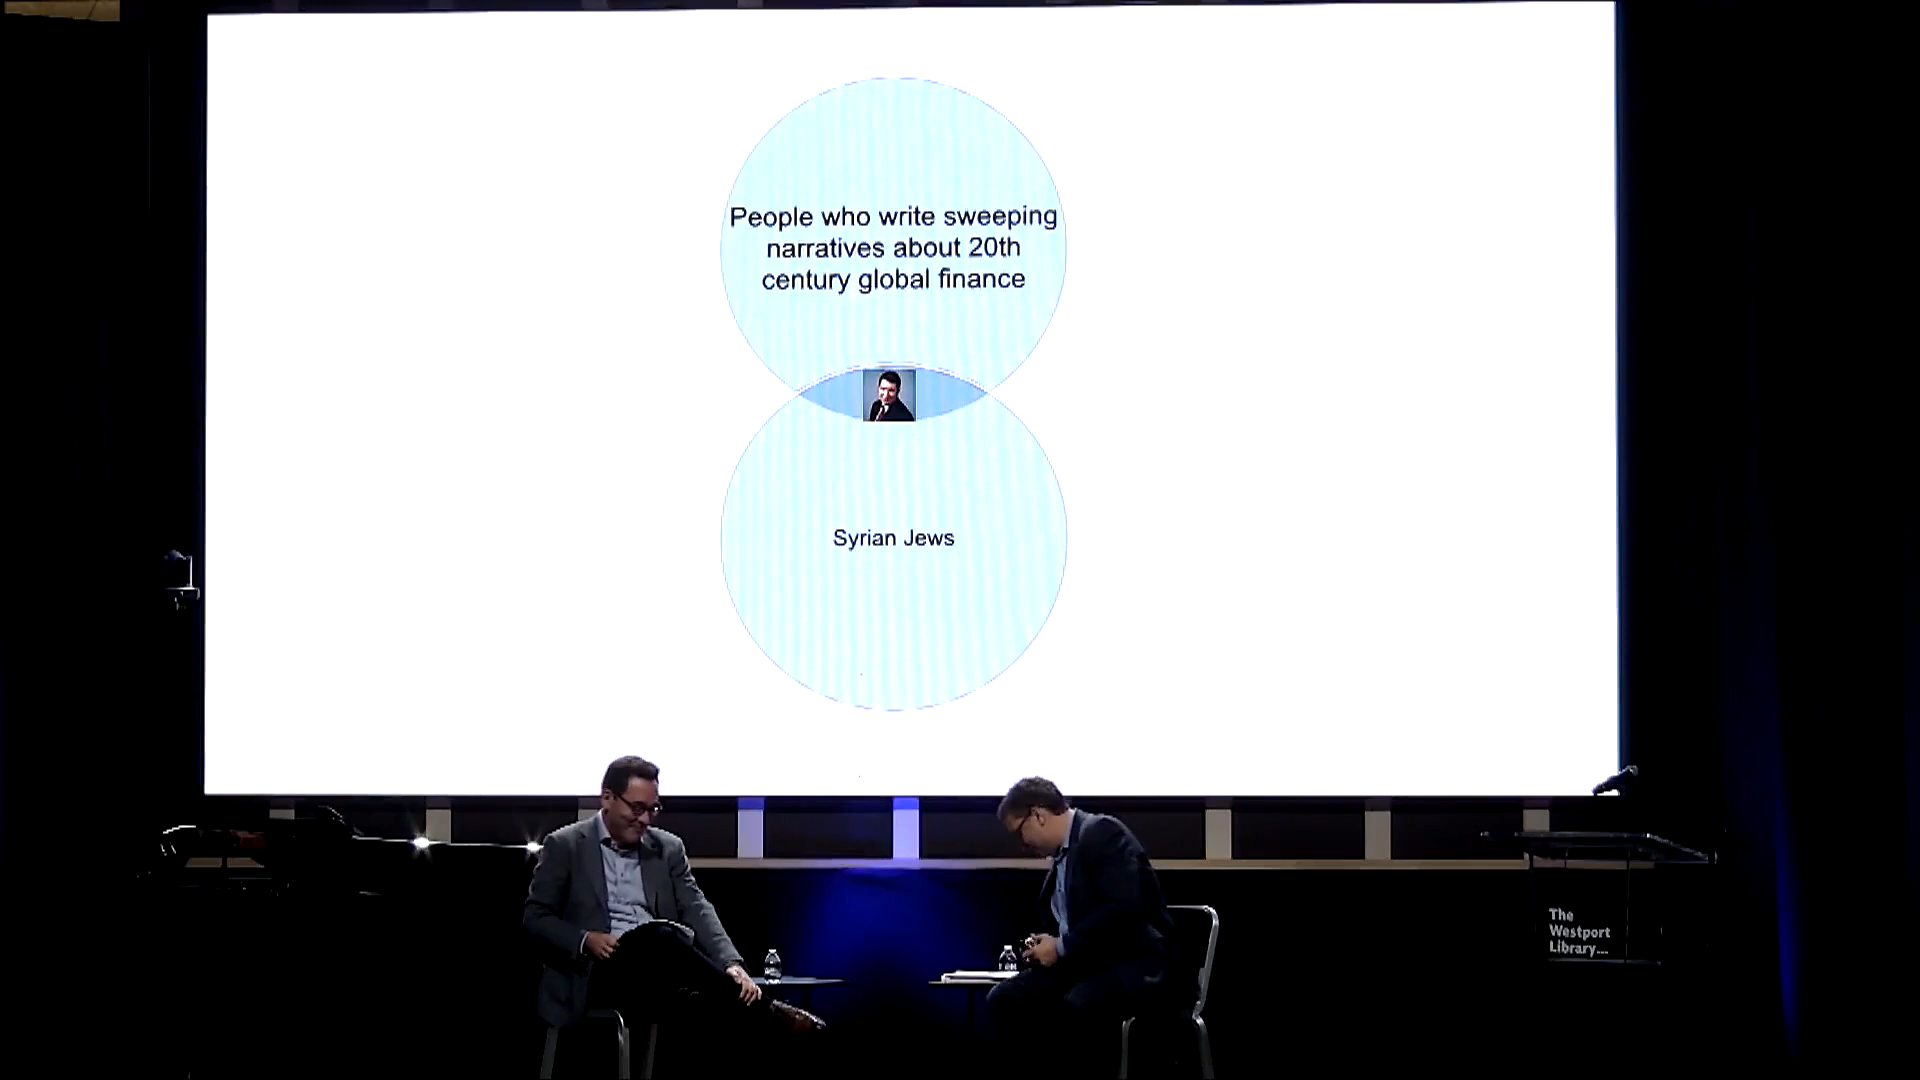 People who write sweeping
narratives about 20th
century global finance
Syrian Jews
The
Westport
Library...